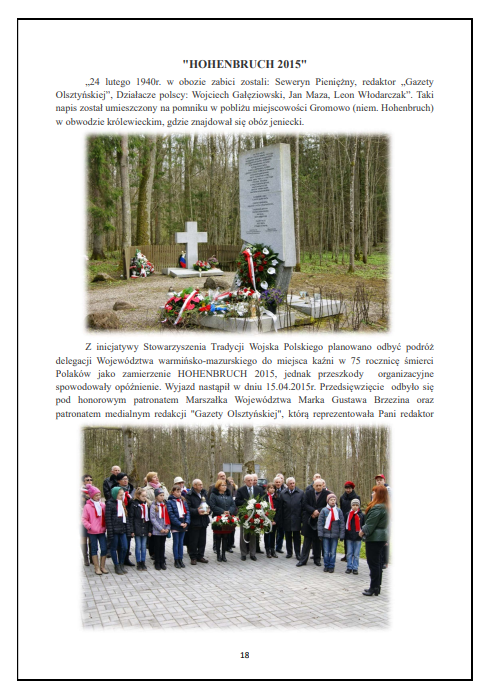 "HOHENBRUCH 2015"
„24 lutego 1940r. w obozie zabici zostali: Seweryn Pieniężny, redaktor „Gazety
Olsztyńskiej”, Działacze polscy: Wojciech Gałęziowski, Jan Maza, Leon Włodarczak”. Taki
napis został umieszczony na pomniku w pobliżu miejscowości Gromowo (niem. Hohenbruch)
w obwodzie królewieckim, gdzie znajdował się obóz jeniecki.
Z inicjatywy Stowarzyszenia Tradycji Wojska Polskiego planowano odbyć podróż
delegacji Województwa warmińsko-mazurskiego do miejsca kaźni w 75 rocznicę śmierci
Polaków jako zamierzenie HOHENBRUCH 2015, jednak przeszkody organizacyjne
spowodowały opóźnienie. Wyjazd nastąpił w dniu 15.04.2015r. Przedsięwzięcie odbyło się
pod honorowym patronatem Marszałka Województwa Marka Gustawa Brzezina oraz
patronatem medialnym redakcji "Gazety Olsztyńskiej", którą reprezentowała Pani redaktor
18